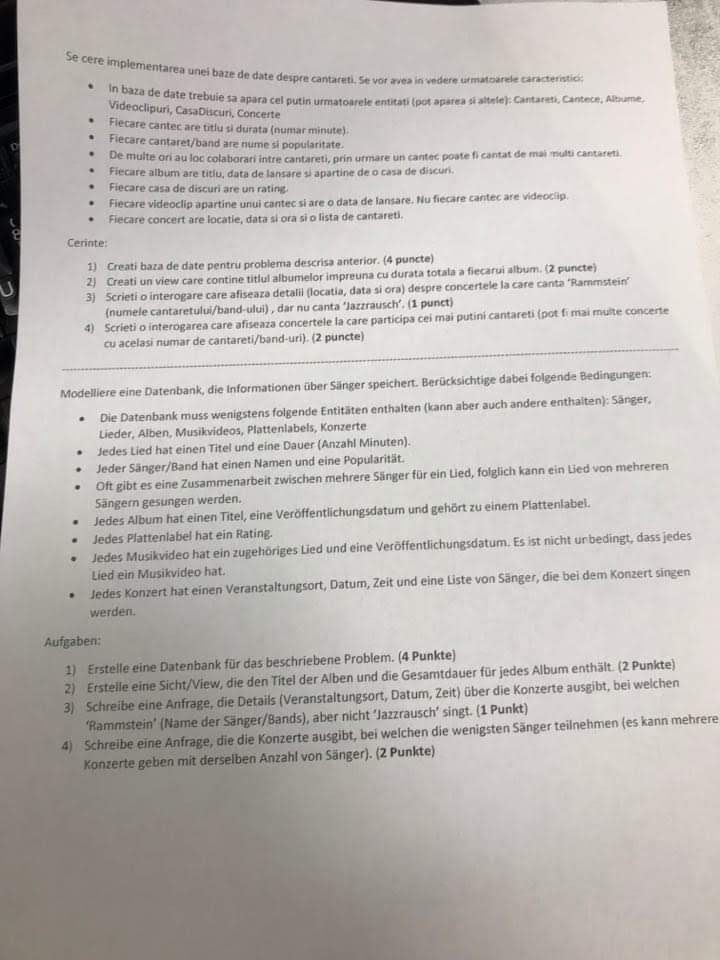 Se cere implementarea unei baze de date despre cantareti. Se vor avea in vedere urmatoarele caracteristici:
• In baza de date trebuie sa apara cel putin urmatoarele entitati (pot aparea si altele): Cantareti, Cantece, Albume,
Videoclipuri, CasaDiscuri, Concerte
• Fiecare cantec are titlu si durata (numar minute).
• Fiecare cantaret/band are nume si popularitate.
• De multe ori au loc colaborari intre cantareti, prin urmare un cantec poate fi cantat de mai multi cantareti.
• Fiecare album are titlu, data de lansare si apartine de o casa de discuri.
• Fiecare casa de discuri are un rating.
• Fiecare videoclip apartine unui cantec si are o data de lansare. Nu fiecare cantec are videoclip.
• Fiecare concert are locatie, data si ora si o lista de cantareti.
Cerinte:
1) Creati baza de date pentru problema descrisa anterior. (4 puncte)
2) Creati un view care contine titlul albumelor impreuna cu durata totala a fiecarui album. (2 puncte)
3) Scrieti o interogare care afiseaza detalii (locatia, data si ora) despre concertele la care canta 'Rammstein'
(numele cantaretului/band-ului) , dar nu canta 'Jazzrausch'. (1 punct)
4) Scrieti o interogarea care afiseaza concertele la care participa cei mai putini cantareti (pot fi mai multe concerte
cu acelasi numar de cantareti/band-uri). (2 puncte)
Modelliere eine Datenbank, die Informationen über Sänger speichert. Berücksichtige dabei folgende Bedingungen:
• Die Datenbank muss wenigstens folgende Entitäten enthalten (kann aber auch andere enthalten): Sänger,
Lieder, Alben, Musikvideos, Plattenlabels, Konzerte
• Jedes Lied hat einen Titel und eine Dauer (Anzahl Minuten).
• Jeder Sänger/Band hat einen Namen und eine Popularität.
• Oft gibt es eine Zusammenarbeit zwischen mehrere Sänger für ein Lied, folglich kann ein Lied von mehreren
Sängern gesungen werden.
• Jedes Album hat einen Titel, eine Veröffentlichungsdatum und gehört zu einem Plattenlabel.
• Jedes Plattenlabel hat ein Rating.
• Jedes Musikvideo hat ein zugehöriges Lied und eine Veröffentlichungsdatum. Es ist nicht unbedingt, dass jedes
Lied ein Musikvideo hat.
• Jedes Konzert hat einen Veranstaltungsort, Datum, Zeit und eine Liste von Sänger, die bei dem Konzert singen
werden.
Aufgaben:
1) Erstelle eine Datenbank für das beschriebene Problem. (4 Punkte)
2) Erstelle eine Sicht/View, die den Titel der Alben und die Gesamtdauer für jedes Album enthält. (2 Punkte)
3) Schreibe eine Anfrage, die Details (Veranstaltungsort, Datum, Zeit) über die Konzerte ausgibt, bei welchen
'Rammstein' (Name der Sänger/Bands), aber nicht 'Jazzrausch' singt. (1 Punkt)
4) Schreibe eine Anfrage, die die Konzerte ausgibt, bei welchen die wenigsten Sänger teilnehmen (es kann mehrere
Konzerte geben mit derselben Anzahl von Sänger). (2 Punkte)